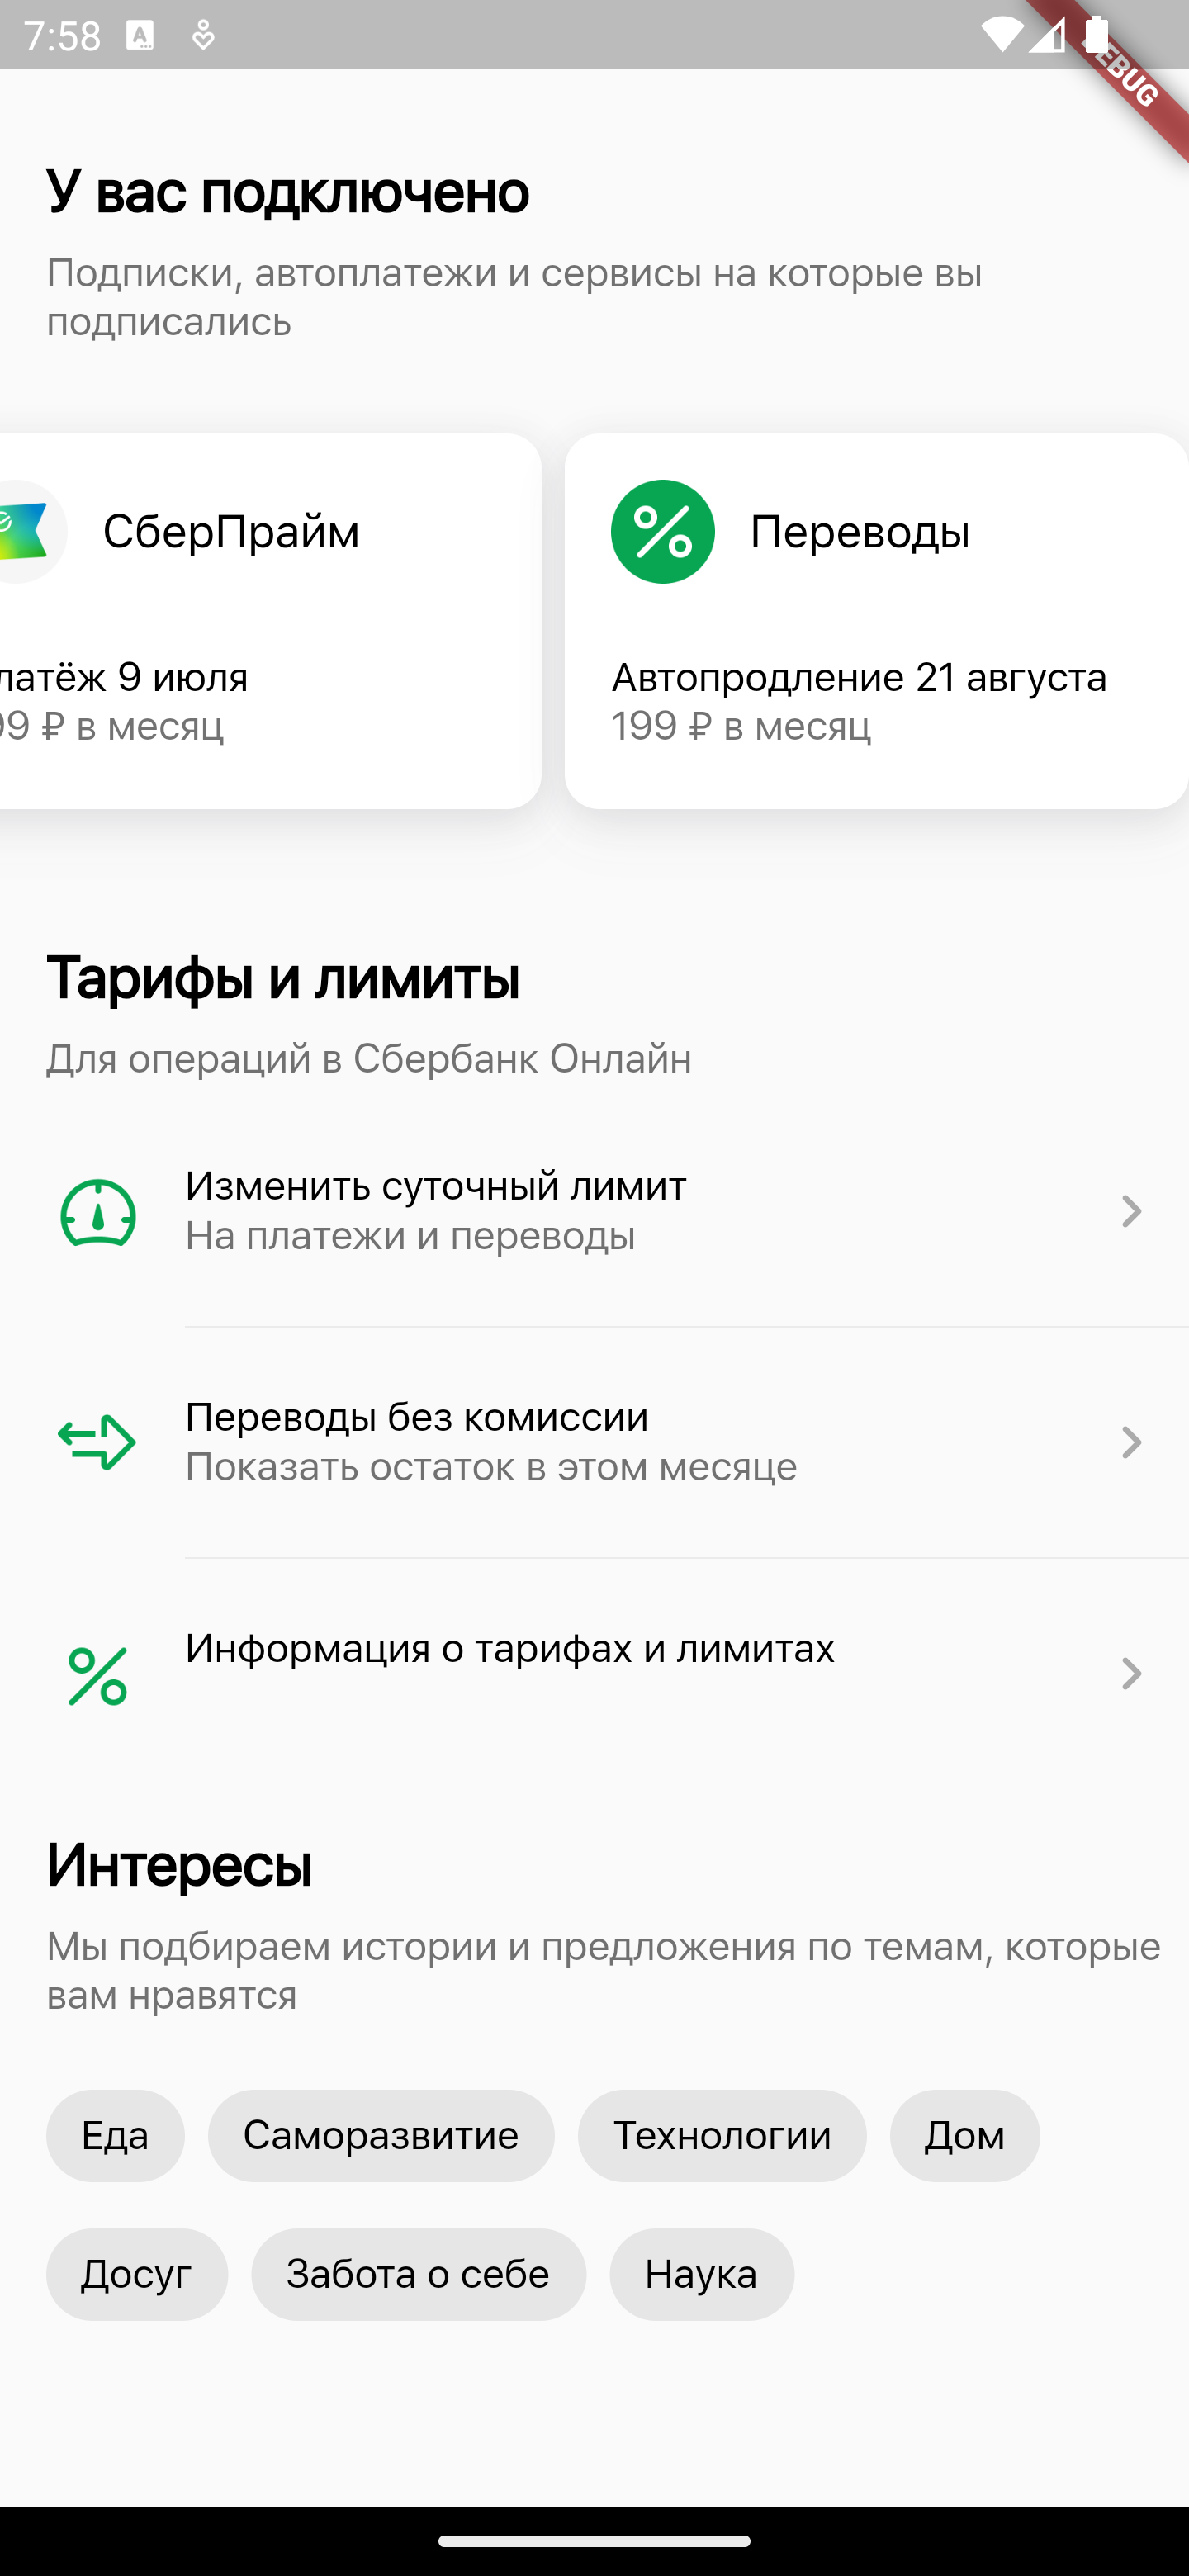 7:58
EBUG
У вас подключено
Подписки, автоплатежи и сервисы на которые вы
подписались
СберПрайм
Переводы
латёж 9 июля
Автопродление 21 августа
99 ₽ в месяц
199 ₽ в месяц
Тарифы и лимиты
Для операций в Сбербанк Онлайн
Изменить суточный лимит
На платежи и переводы
Переводы без комиссии
Показать остаток в этом месяце
Информация о тарифах и лимитах
Интересы
Мы подбираем истории и предложения по темам, которые
вам нравятся
Еда
Саморазвитие
Технологии
Дом
Досуг
Забота о себе
Наука